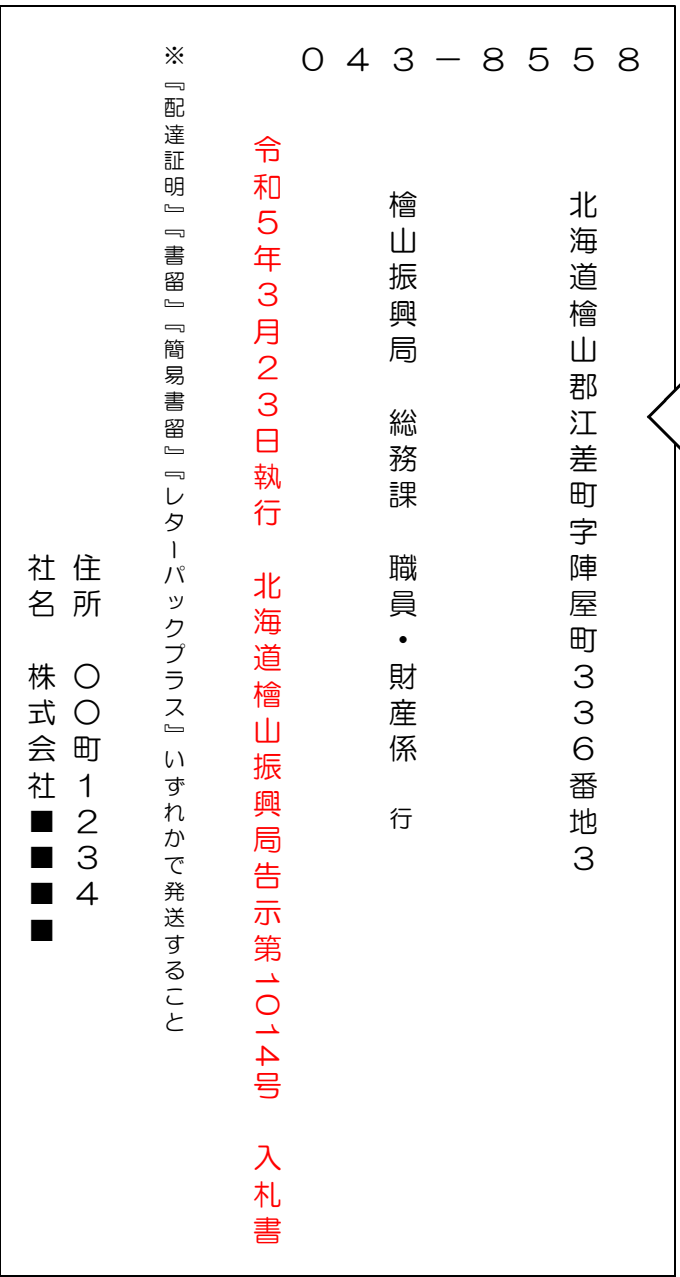 ０４３－８５５８
北海道檜山郡江差町字陣屋町３３６番地３
檜山振興局　総務課　職員・財産係　行
令和５年３月２３日執行　北海道檜山振興局告示第１０１４号　入札書
※『配達証明』『書留』『簡易書留』『レターパックプラス』いずれかで発送すること
住所　〇〇町１２３４
社名　株式会社■■■■